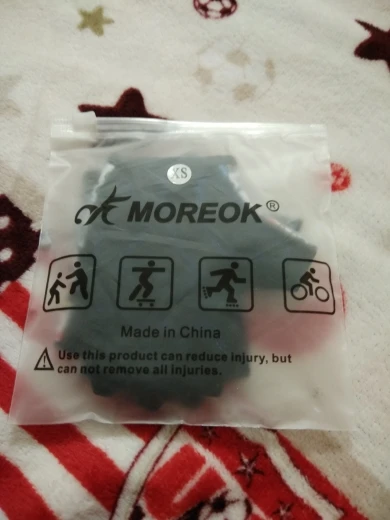 XS
MOREOK®
Made in China
Use this product can reduce injury, but
can not remove all injuries.